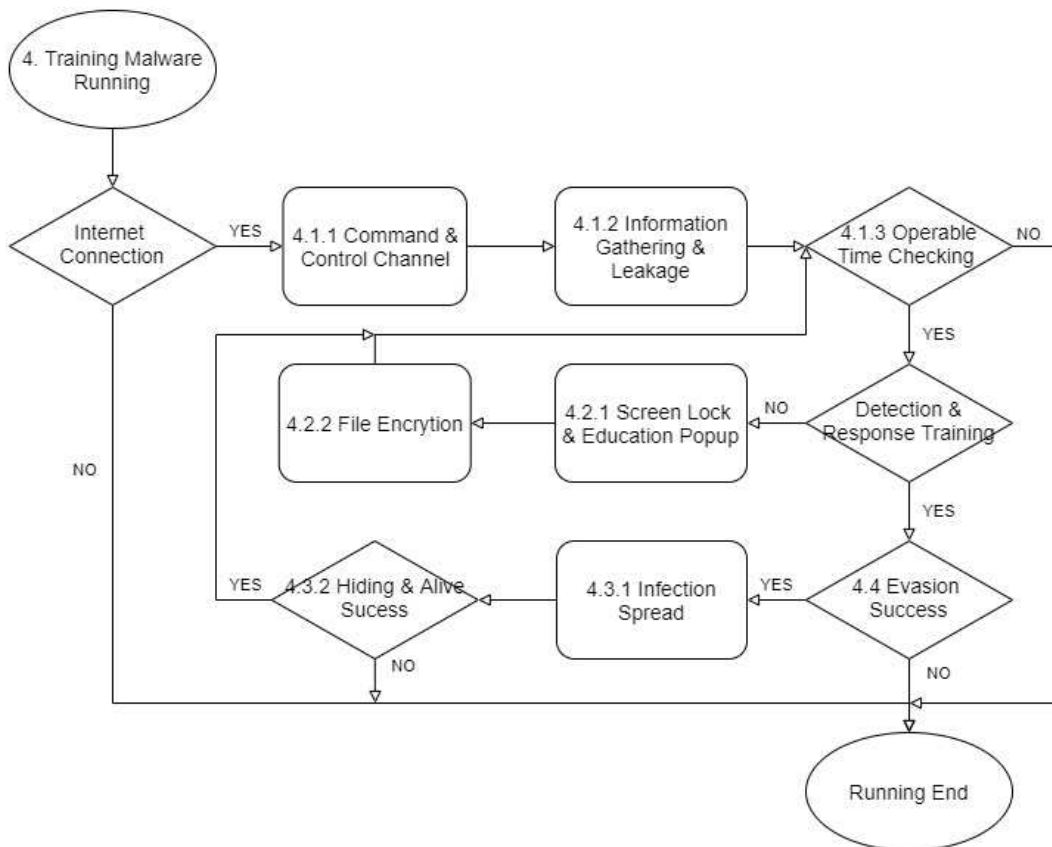 4. Training Malware
Running
Internet
Connection
YES
4.1.1 Command &
Control Channel
4.1.2 Information
Gathering &
Leakage
4.1.3 Operable
Time Checking
NO
YES
4.2.2 File Encrytion
4.2.1 Screen Lock
& Education Popup
NO
Detection &
Response Training
NO
YES
YES
4.3.2 Hiding & Alive
Sucess
4.3.1 Infection
Spread
YES
4.4 Evasion
Success
NO
NO
Running End